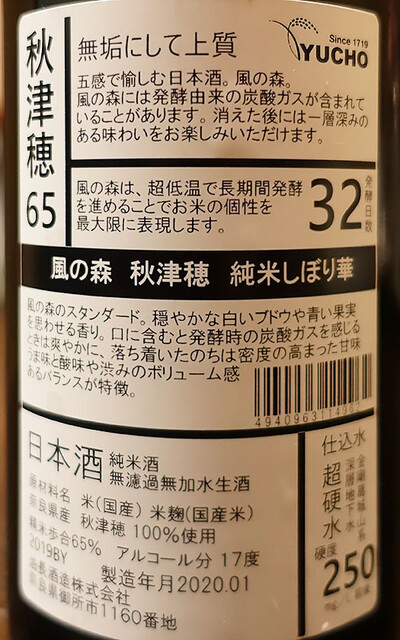 秋津穂
65
無垢にして上質
Since 1719
YUCHO
五感で愉しむ日本酒。風の森。
風の森には発酵由来の炭酸ガスが含まれて
いることがあります。消えた後には一層深みの
ある味わいをお楽しみいただけます。
風の森は、超低温で長期間発酵
を進めることでお米の個性を
最大限に表現します。
32
発酵日数
風の森 秋津穂 純米しぼり華
風の森のスタンダード。穏やかな白いブドウや青い果実
を思わせる香り。口に含むと発酵時の炭酸ガスを感じる
ときは爽やかに、落ち着いたのちは密度の高まった甘味
うま味と酸味や渋みのボリューム感
あるバランスが特徴。
日本酒
純米酒
無濾過無加水生酒
原材料名 米(国産) 米麹(国産米)
奈良県産 秋津穂 100%使用
精米歩合65% アルコール分 17度
2019BY 製造年月2020.01
油長酒造株式会社
奈良県御所市1160番地
仕込水
超硬水
金剛葛城山系
深層地下水
硬度
250